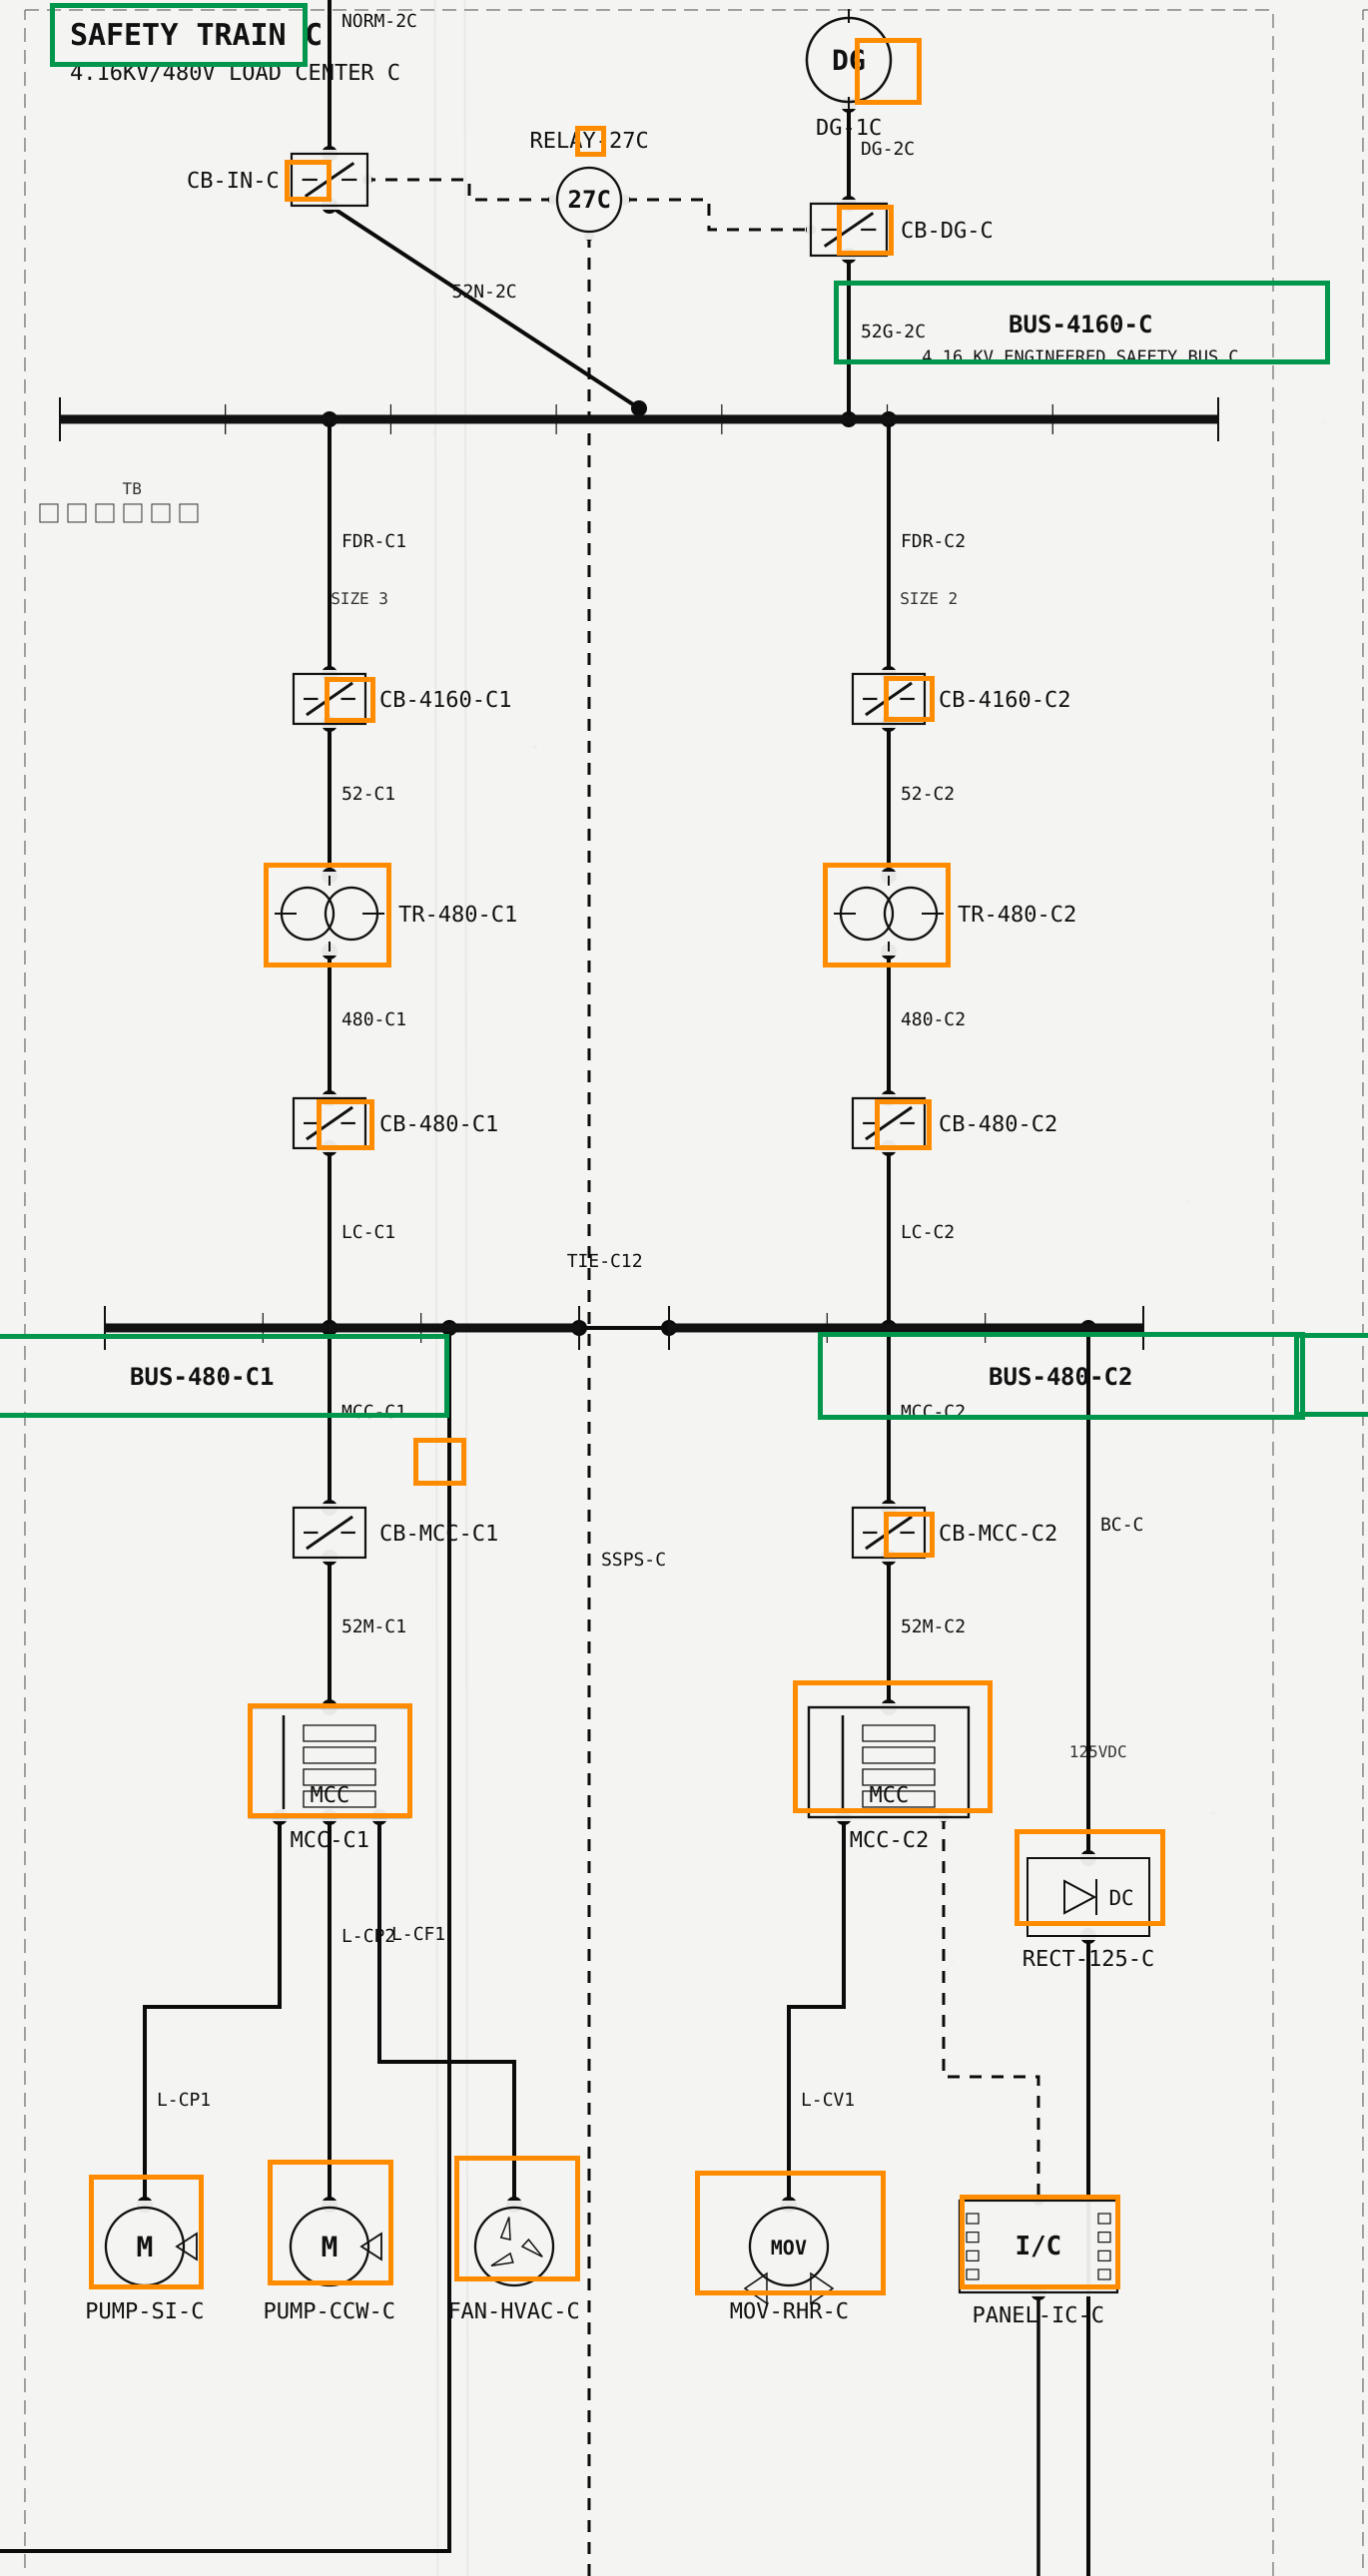 NORM-2C
SAFETY TRAIN C
4.16KV/480V LOAD CENTER C
DG
DG-1C
DG-2C
RELAY-27C
CB-IN-C
27C
CB-DG-C
52N-2C
52G-2C
BUS-4160-C
4.16 KV ENGINEERED SAFETY BUS C
TB
FDR-C1
FDR-C2
SIZE 3
SIZE 2
CB-4160-C1
CB-4160-C2
52-C1
52-C2
TR-480-C1
TR-480-C2
480-C1
480-C2
CB-480-C1
CB-480-C2
LC-C1
LC-C2
TIE-C12
BUS-480-C1
BUS-480-C2
MCC-C1
MCC-C2
CB-MCC-C1
CB-MCC-C2
BC-C
SSPS-C
52M-C1
52M-C2
125VDC
MCC
MCC
MCC-C1
MCC-C2
DC
L-CP2
L-CF1
RECT-125-C
L-CP1
L-CV1
M
M
MOV
I/C
PUMP-SI-C
PUMP-CCW-C
FAN-HVAC-C
MOV-RHR-C
PANEL-IC-C